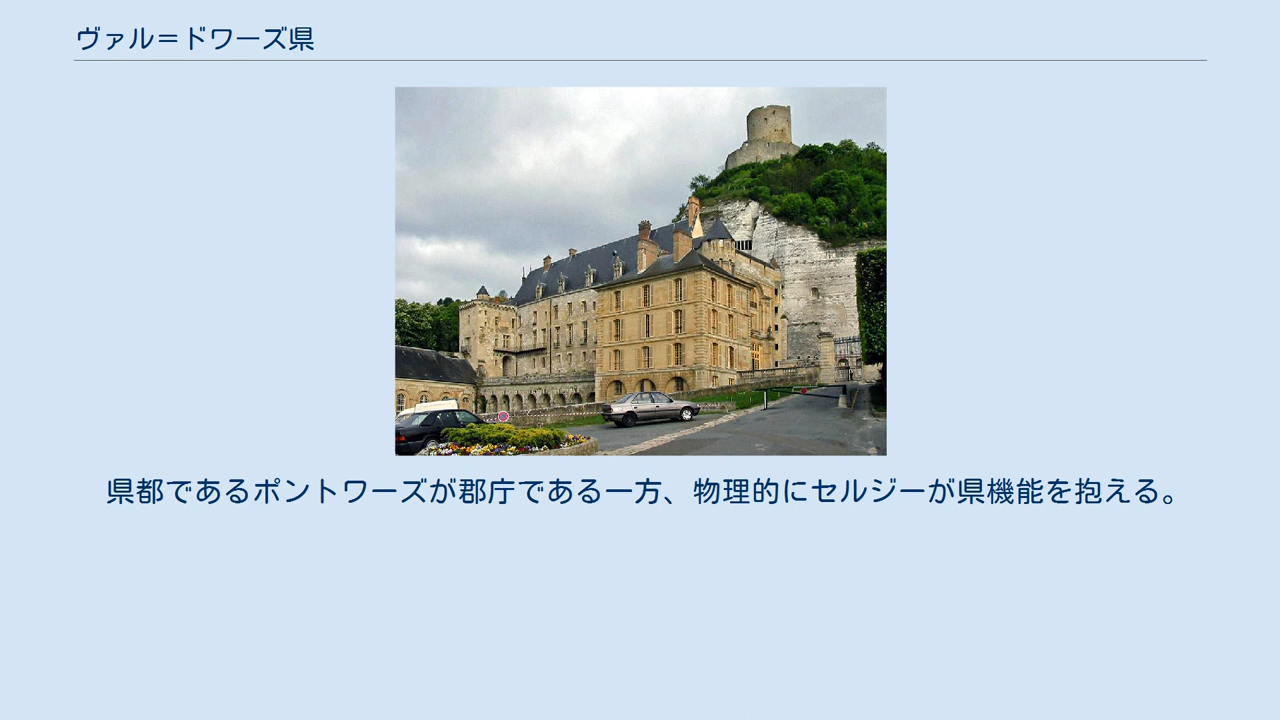 ヴァル＝ドワーズ県
県都であるポントワーズが郡庁である一方、物理的にセルジーが県機能を抱える。